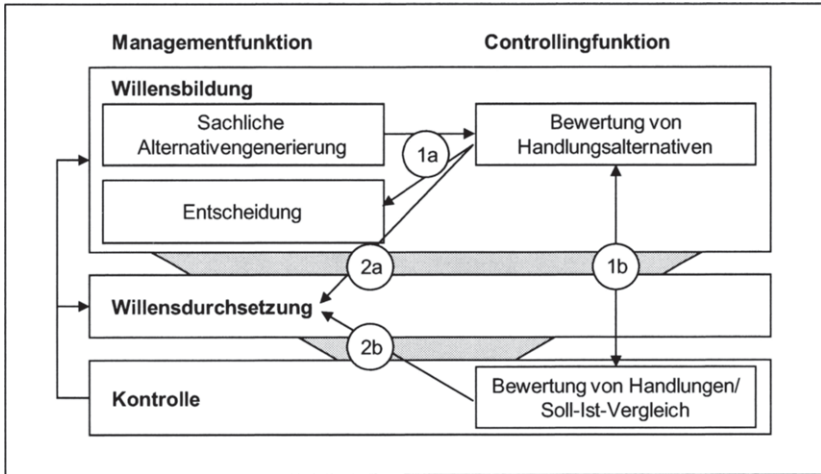 Managementfunktion
Controllingfunktion
Willensbildung
Sachliche
Alternativengenerierung
1a
Bewertung von
Handlungsalternativen
Entscheidung
2a
1b
Willensdurchsetzung
2b
Kontrolle
Bewertung von Handlungen/
Soll-Ist-Vergleich